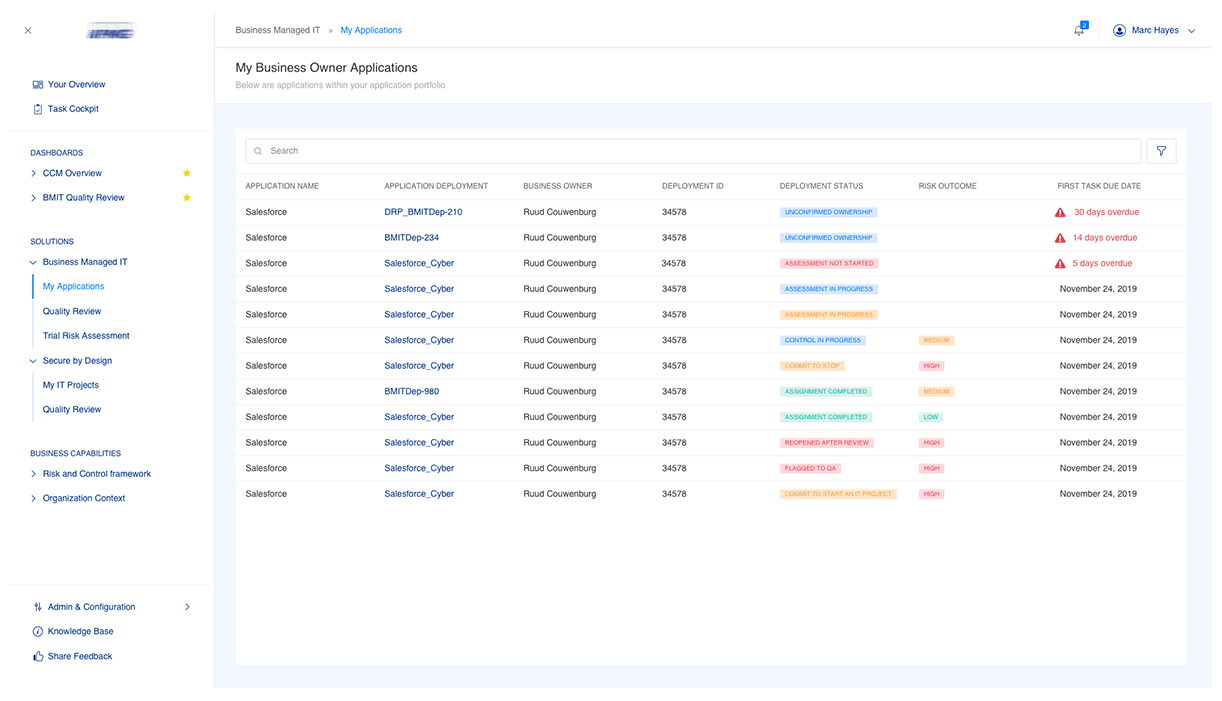 Business Managed IT » My Applications
2
Marc Hayes
My Business Owner Applications
Below are applications within your application portfolio
Your Overview
Task Cockpit
DASHBOARDS
CCM Overview
BMIT Quality Review
SOLUTIONS
Business Managed IT
My Applications
Quality Review
Trial Risk Assessment
Secure by Design
My IT Projects
Quality Review
BUSINESS CAPABILITIES
Risk and Control framework
Organization Context
Admin & Configuration
Knowledge Base
Share Feedback
Search
APPLICATION NAME APPLICATION DEPLOYMENT BUSINESS OWNER DEPLOYMENT ID DEPLOYMENT STATUS RISK OUTCOME FIRST TASK DUE DATE
Salesforce DRP_BMITDep-210 Ruud Couwenburg 34578 UNCONFIRMED OWNERSHIP 30 days overdue
Salesforce BMITDep-234 Ruud Couwenburg 34578 UNCONFIRMED OWNERSHIP 14 days overdue
Salesforce Salesforce_Cyber Ruud Couwenburg 34578 ASSESSMENT NOT STARTED 5 days overdue
Salesforce Salesforce_Cyber Ruud Couwenburg 34578 ASSESSMENT IN PROGRESS November 24, 2019
Salesforce Salesforce_Cyber Ruud Couwenburg 34578 ASSESSMENT IN PROGRESS November 24, 2019
Salesforce Salesforce_Cyber Ruud Couwenburg 34578 CONTROL IN PROGRESS MEDIUM November 24, 2019
Salesforce Salesforce_Cyber Ruud Couwenburg 34578 COMMIT TO STOP HIGH November 24, 2019
Salesforce BMITDep-980 Ruud Couwenburg 34578 ASSIGNMENT COMPLETED MEDIUM November 24, 2019
Salesforce Salesforce_Cyber Ruud Couwenburg 34578 ASSIGNMENT COMPLETED LOW November 24, 2019
Salesforce Salesforce_Cyber Ruud Couwenburg 34578 REOPENED AFTER REVIEW HIGH November 24, 2019
Salesforce Salesforce_Cyber Ruud Couwenburg 34578 FLAGGED TO QA HIGH November 24, 2019
Salesforce Salesforce_Cyber Ruud Couwenburg 34578 COMMIT TO START AN IT PROJECT HIGH November 24, 2019